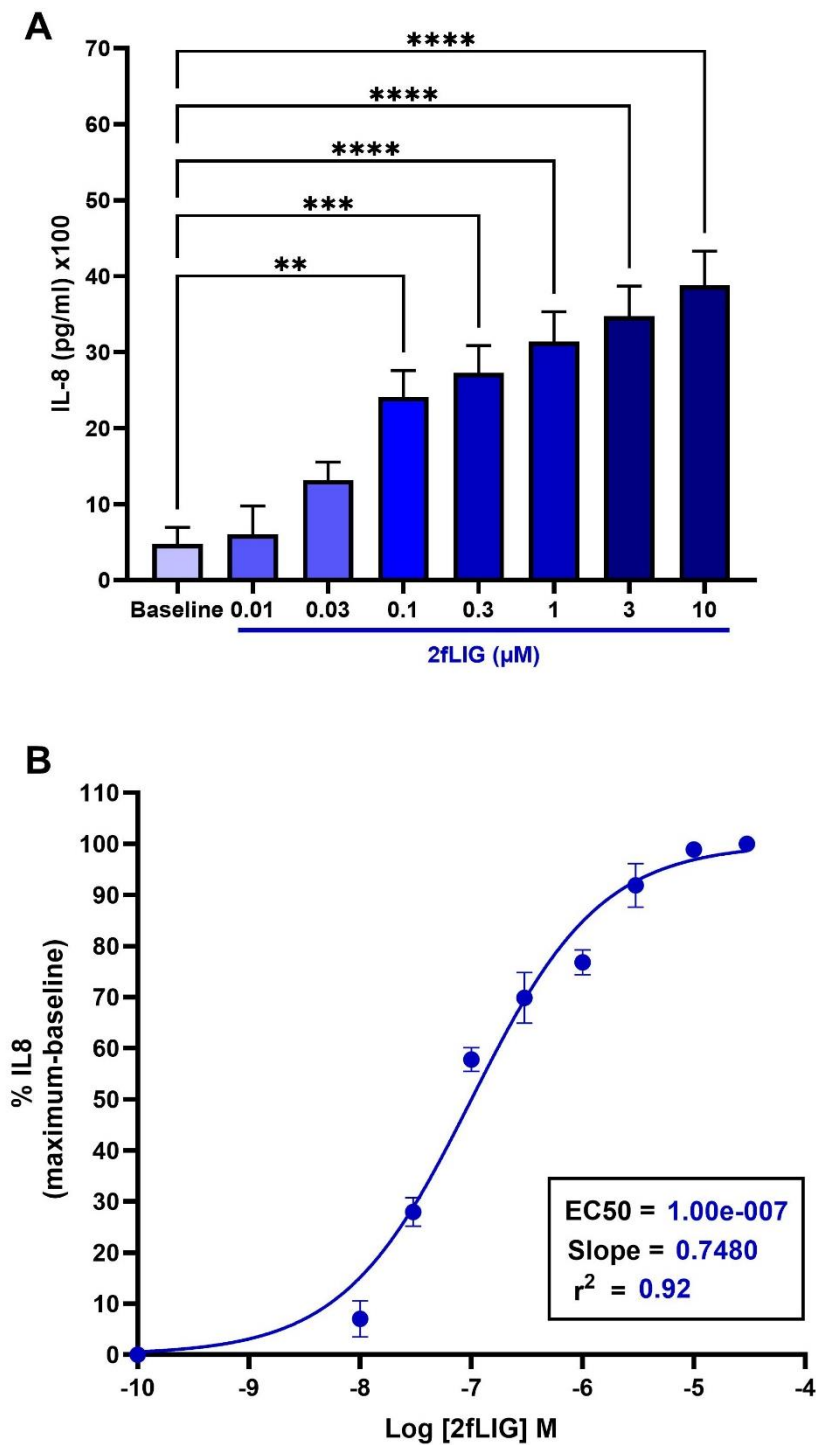 A
70
60
50
40
30
20
10
0
IL-8 (pg/ml) x100
****
****
****
***
**
Baseline 0.01 0.03 0.1 0.3 1 3 10
2fLIG (µM)
B
110
100
90
80
70
60
50
40
30
20
10
0
% IL8
(maximum-baseline)
EC50 = 1.00e-007
Slope = 0.7480
r² = 0.92
-10 -9 -8 -7 -6 -5 -4
Log [2fLIG] M